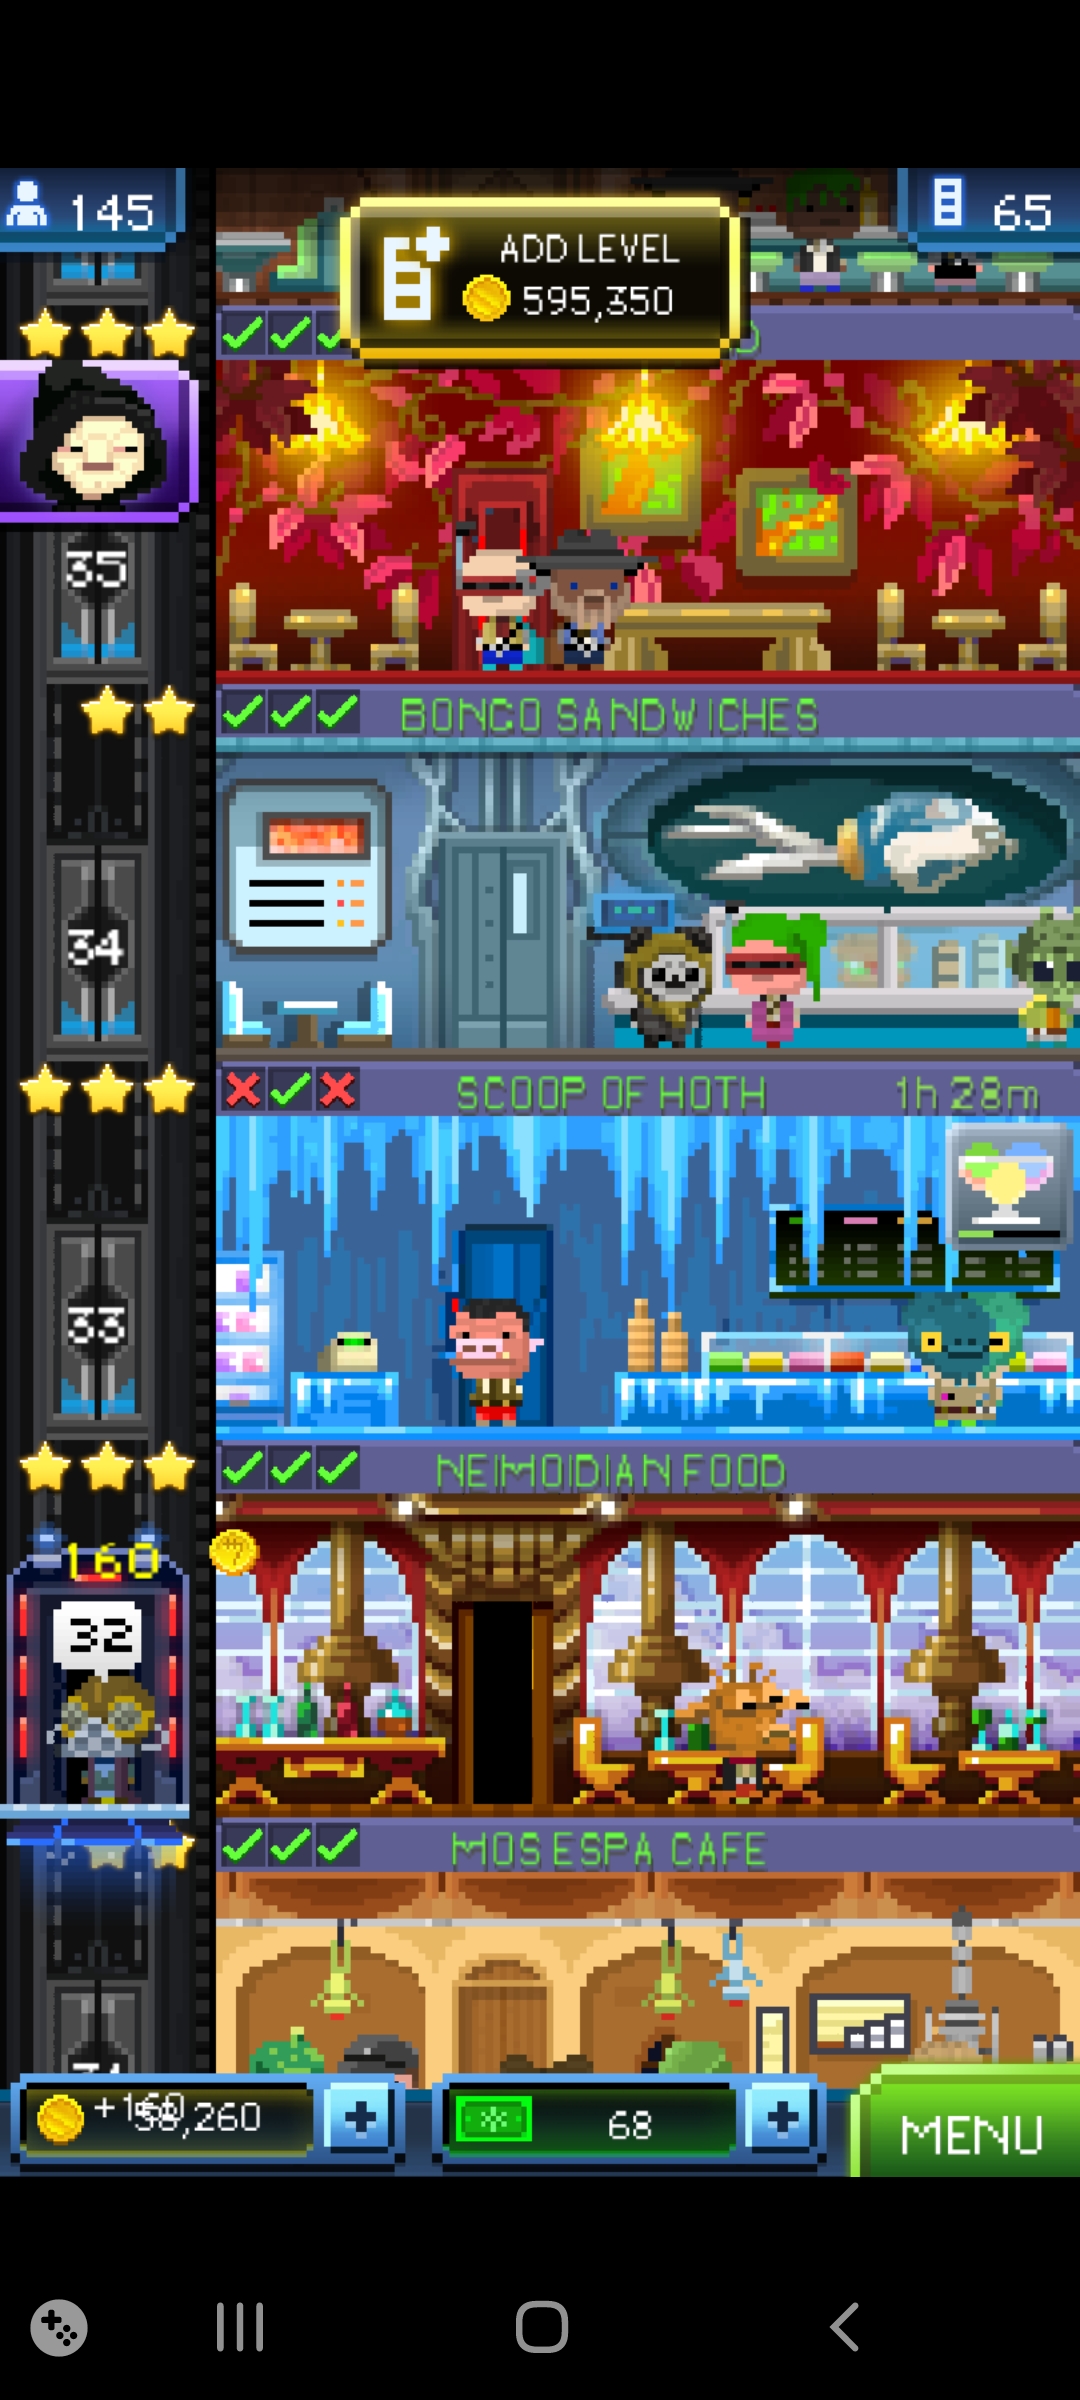 145
ADD LEVEL
595,350
65
35
BONGO SANDWICHES
34
SCOOP OF HOTH 1h 28m
33
NEIMOIDIAN FOOD
160
32
MOS ESPA CAFE
+160
,260
68
MENU